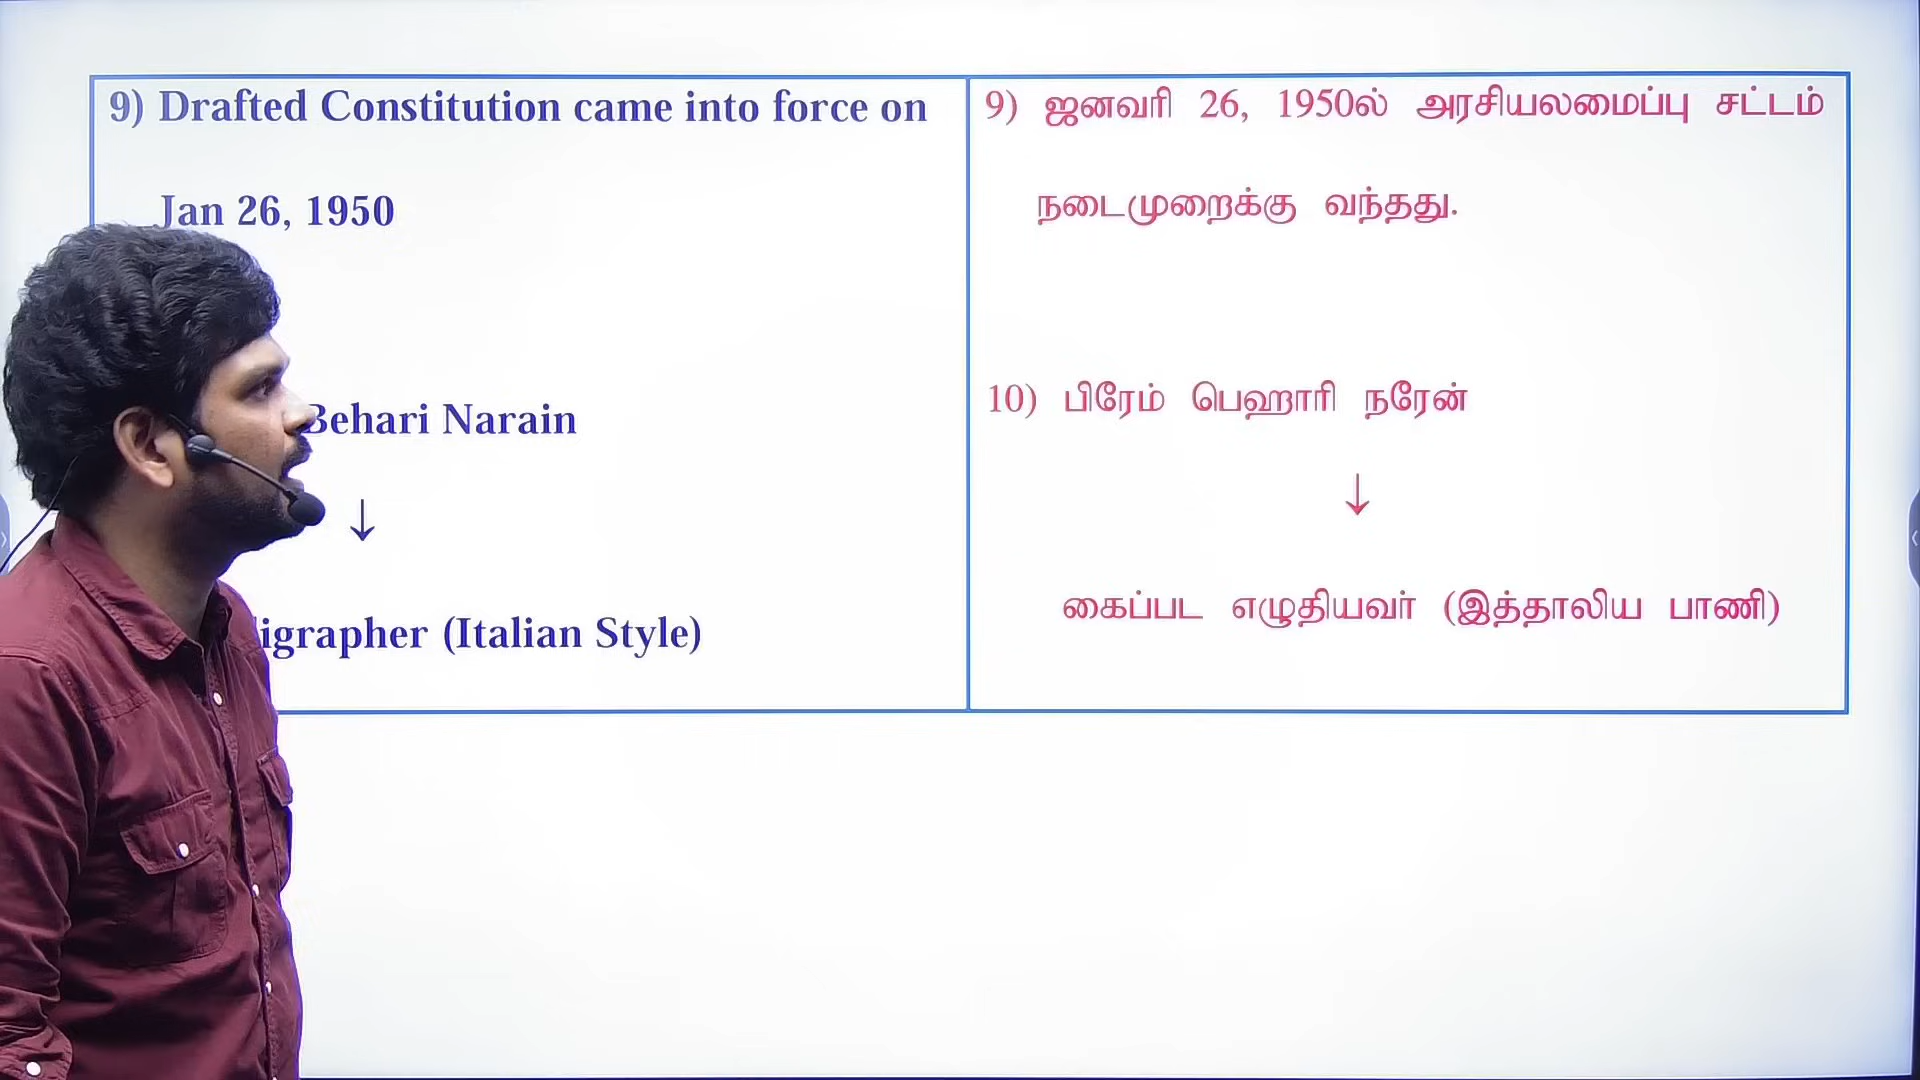 9) Drafted Constitution came into force on
Jan 26, 1950
Behari Narain
↓
(Italian Style)
9) ஜனவரி 26, 1950ல் அரசியலமைப்பு சட்டம்
நடைமுறைக்கு வந்தது.
10) பிரேம் பெஹாரி நரேன்
↓
கைப்பட எழுதியவர் (இத்தாலிய பாணி)